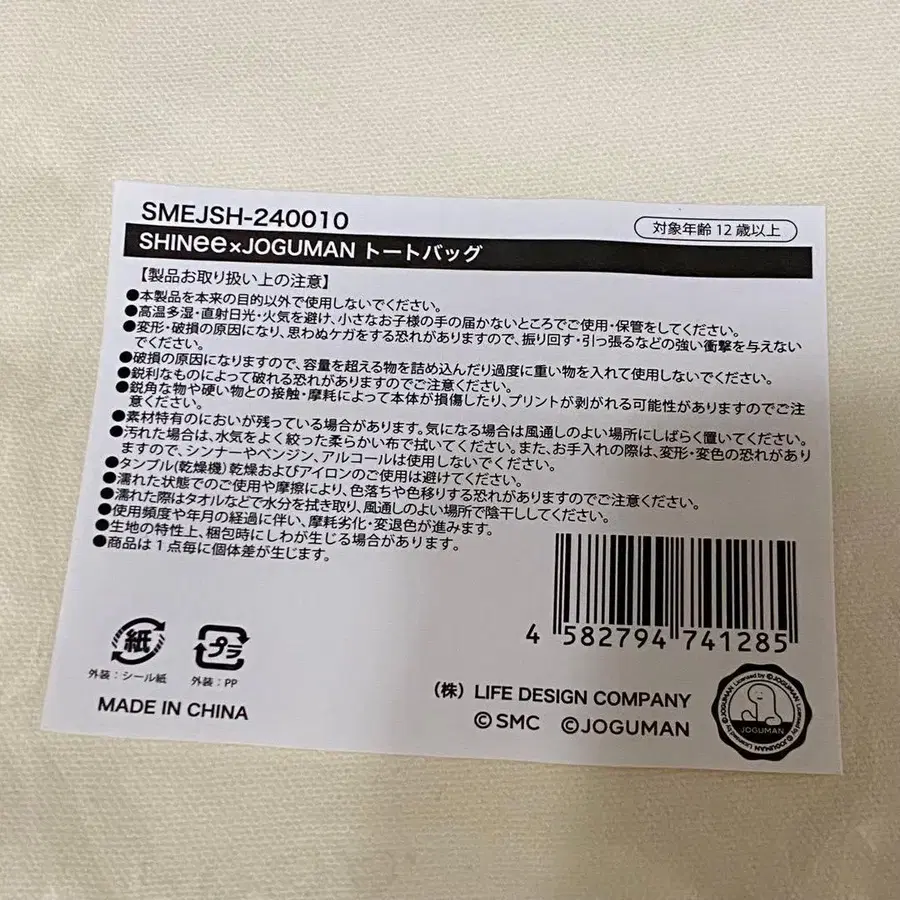 SMEJSH-240010
対象年齢 12 歳以上
SHINee×JOGUMAN トートバッグ
【製品お取り扱い上の注意】
●本製品を本来の目的以外で使用しないでください。
●高温多湿・直射日光・火気を避け、小さなお子様の手の届かないところでご使用・保管をしてください。
●変形・破損の原因になり、思わぬケガをする恐れがありますので、振り回す・引っ張るなどの強い衝撃を与えない
でください。
●破損の原因になりますので、容量を超える物を詰め込んだり過度に重い物を入れて使用しないでください。
●鋭利なものによって破れる恐れがありますのでご注意ください。
●鋭角な物や硬い物との接触・摩耗によって本体が損傷したり、プリントが剥がれる可能性がありますのでご注
意ください。
●素材特有のにおいが残っている場合があります。気になる場合は風通しのよい場所にしばらく置いてください。
●汚れた場合は、水気をよく絞った柔らかい布で拭いてください。また、お手入れの際は、変形・変色の恐れがあり
ますので、シンナーやベンジン、アルコールは使用しないでください。
●タンブル(乾燥機)乾燥およびアイロンのご使用は避けてください。
●濡れた状態でのご使用や摩擦により、色落ちや色移りする恐れがありますのでご注意ください。
●濡れた際はタオルなどで水分を拭き取り、風通しのよい場所で陰干ししてください。
●使用頻度や年月の経過に伴い、摩耗劣化・変退色が進みます。
●生地の特性上、梱包時にしわが生じる場合があります。
●商品は 1 点毎に個体差が生じます。
4 582794 741285
紙
プラ
外装:シール紙
外装:PP
MADE IN CHINA
(株) LIFE DESIGN COMPANY
©SMC ©JOGUMAN
Licensed by ©JOGUMAN Licensed by ©JOGUMAN
JOGUMAN